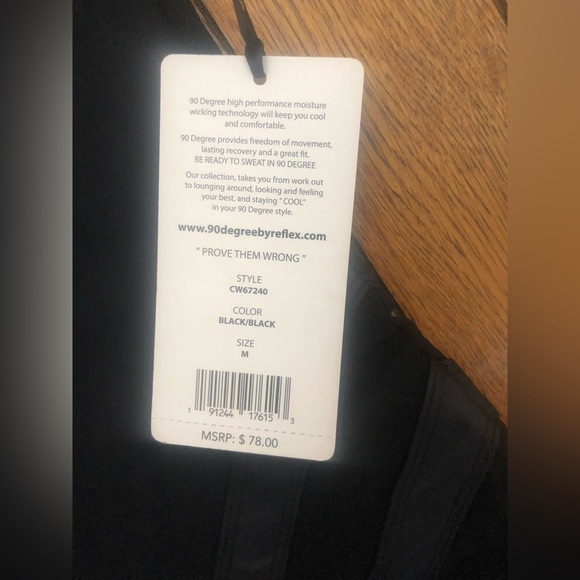 90 Degree high performance moisture
wicking technology will keep you cool
and comfortable.
90 Degree provides freedom of movement,
lasting recovery and a great fit.
BE READY TO SWEAT IN 90 DEGREE
Our collection, takes you from work out
to lounging around, looking and feeling
your best, and staying "COOL"
in your 90 Degree style.
www.90degreebyreflex.com
" PROVE THEM WRONG "
STYLE
CW67240
COLOR
BLACK/BLACK
SIZE
M
1 91244 17615 3
MSRP: $ 78.00